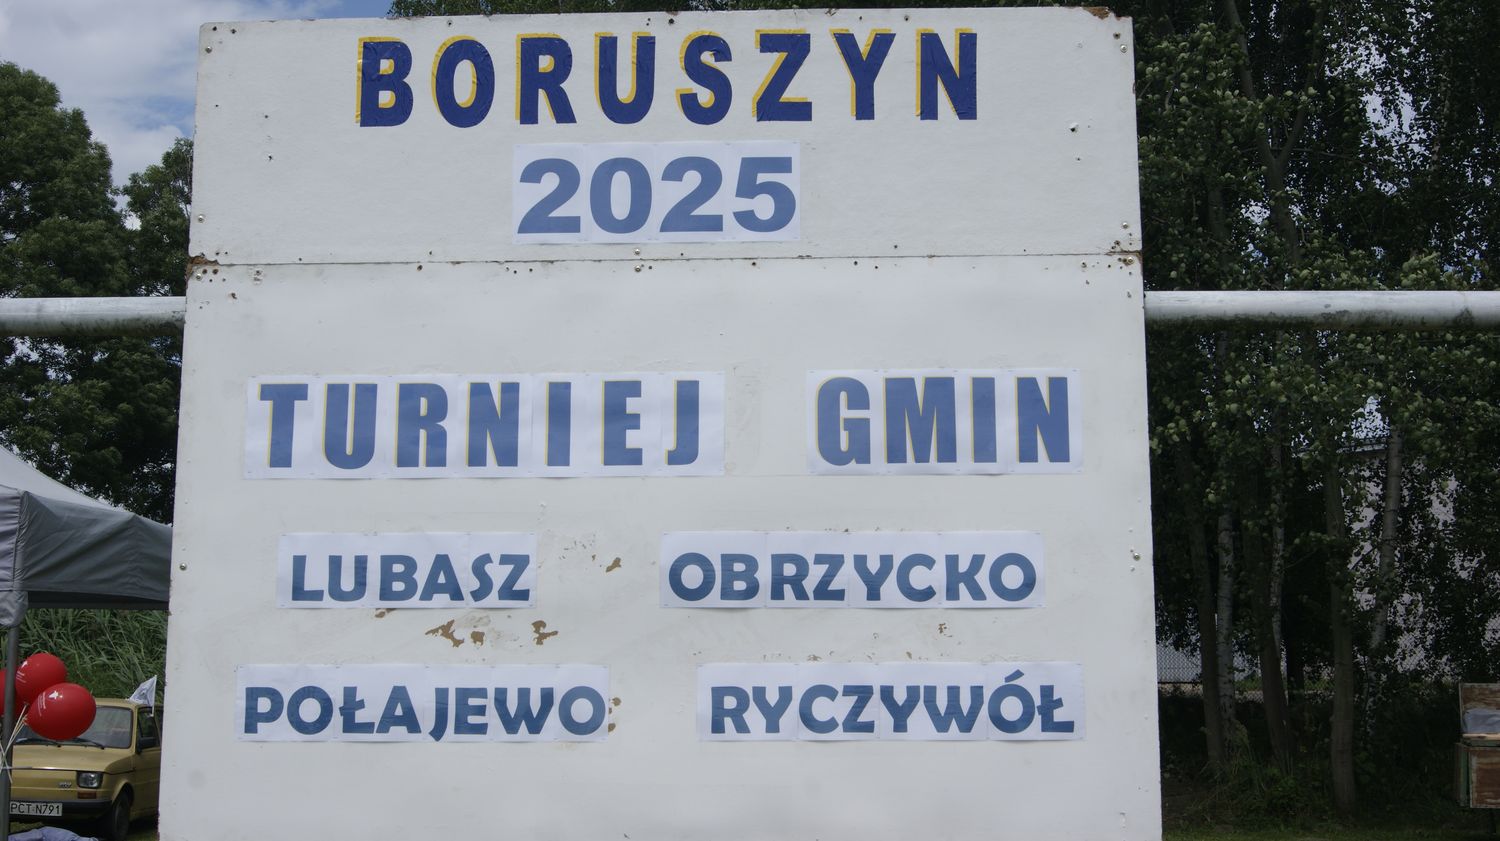 BORUSZYN
2025
TURNIEJ GMIN
LUBASZ OBRZYCKO
POŁAJEWO RYCZYWÓŁ
PCT N791